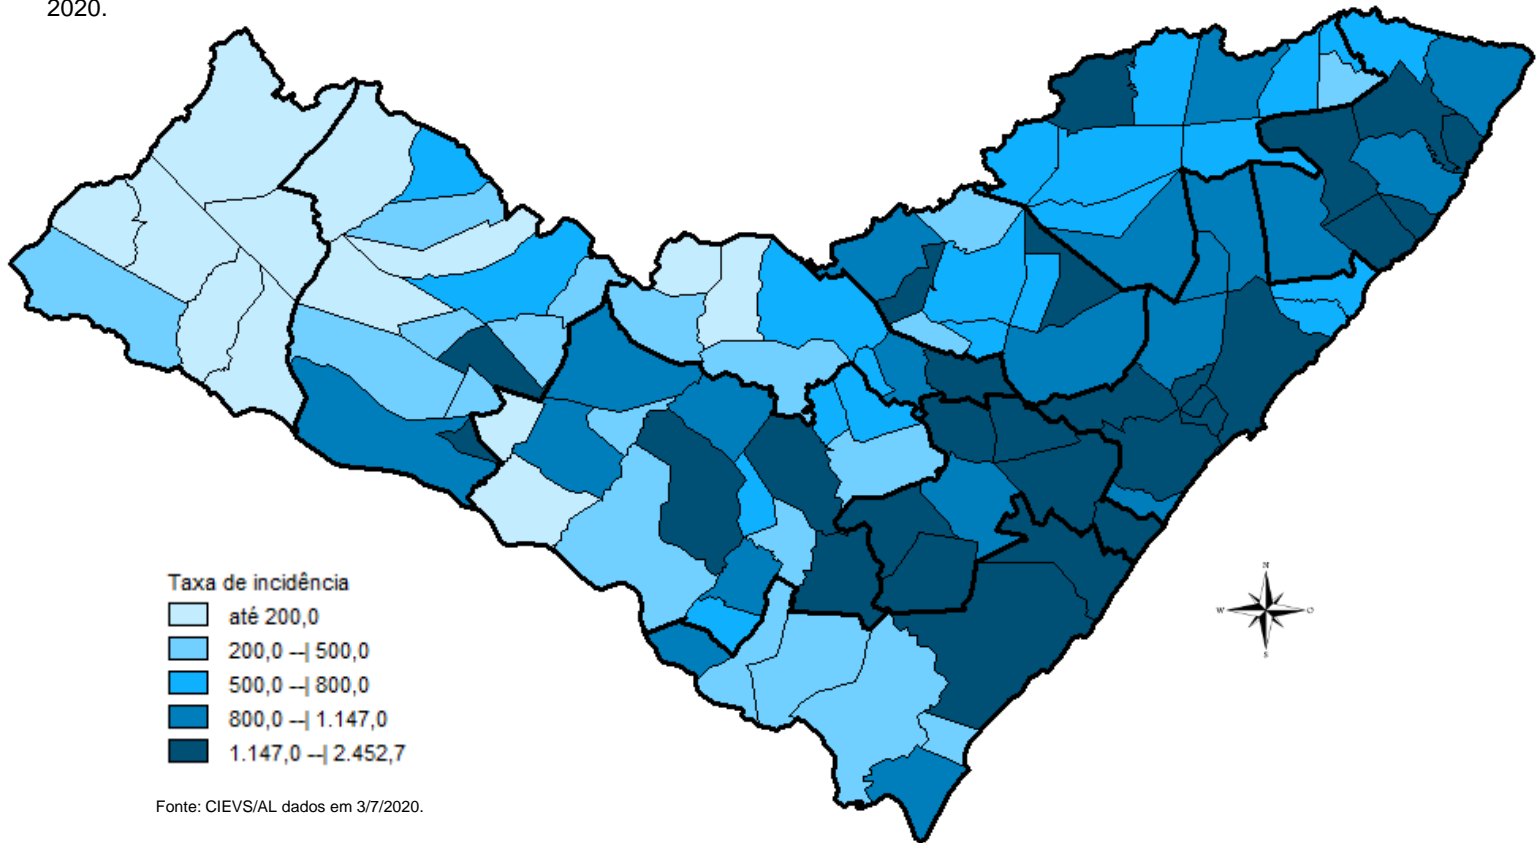 2020.
Taxa de incidência
até 200,0
200,0 --| 500,0
500,0 --| 800,0
800,0 --| 1.147,0
1.147,0 --| 2.452,7
Fonte: CIEVS/AL dados em 3/7/2020.
N
W O
S